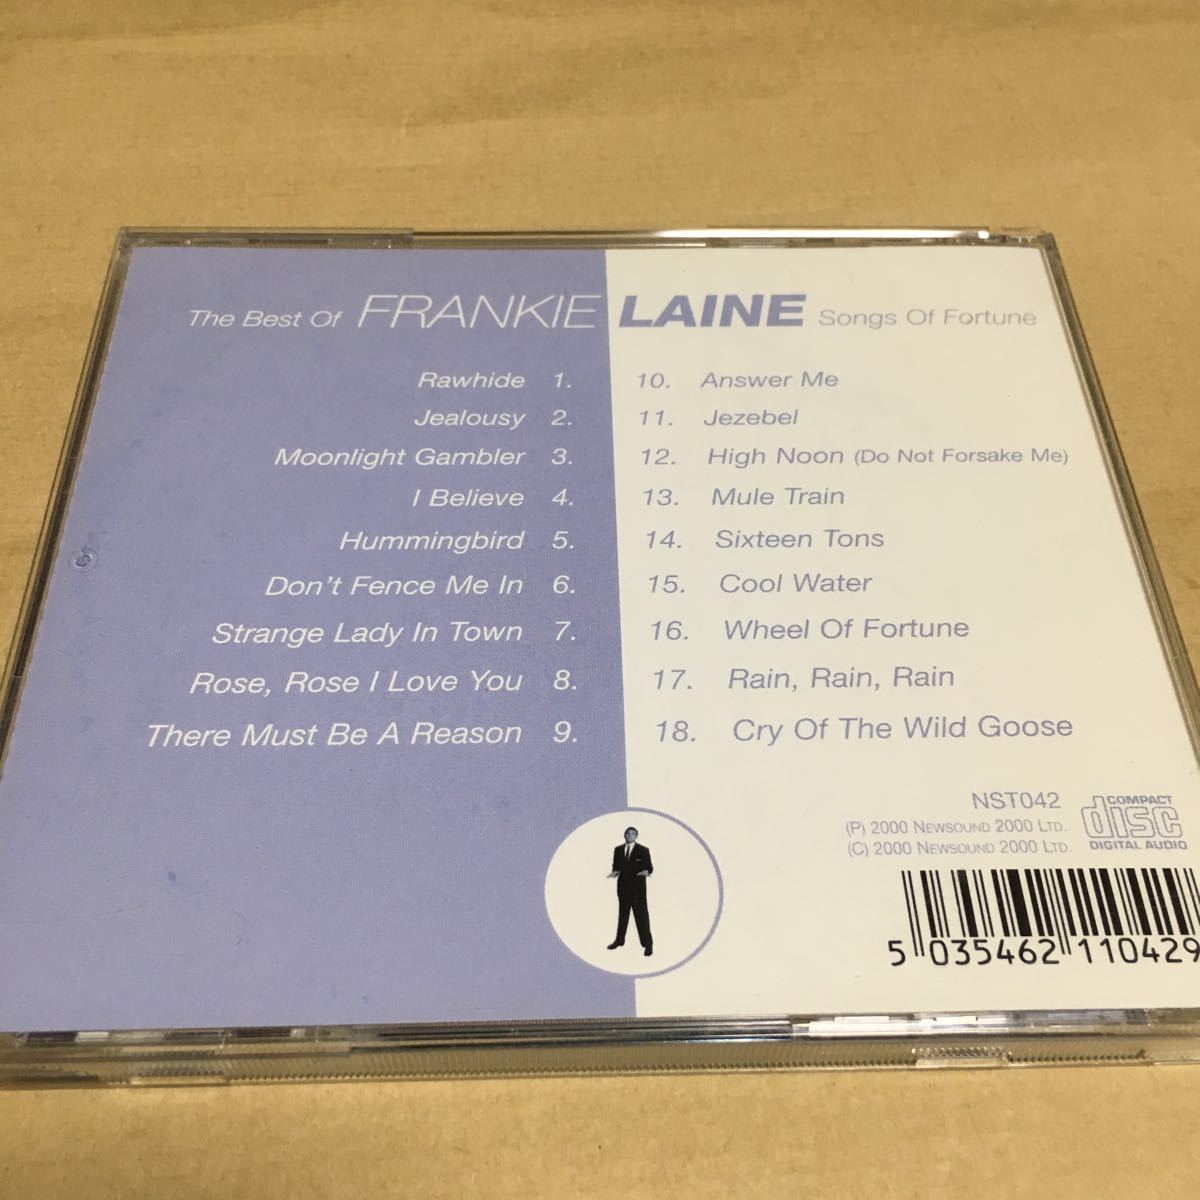 The Best Of FRANKIE LAINE Songs Of Fortune
Rawhide 1.
Jealousy 2.
Moonlight Gambler 3.
I Believe 4.
Hummingbird 5.
Don't Fence Me In 6.
Strange Lady In Town 7.
Rose, Rose I Love You 8.
There Must Be A Reason 9.
10. Answer Me
11. Jezebel
12. High Noon (Do Not Forsake Me)
13. Mule Train
14. Sixteen Tons
15. Cool Water
16. Wheel Of Fortune
17. Rain, Rain, Rain
18. Cry Of The Wild Goose
NST042
(P) 2000 NEWSOUND 2000 LTD.
(C) 2000 NEWSOUND 2000 LTD.
COMPACT
disc
DIGITAL AUDIO
5 035462 110429